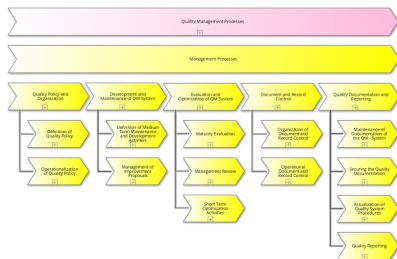 Quality Management Processes
Management Processes
Quality Policy and
Organization
Development and
Maintenance of QM System
Evaluation and
Optimisation of QM System
Document and Record
Control
Quality Documentation and
Reporting
Definition of
Quality Policy
Definition of Medium
Term Maintenance
and Development
Activities
Maturity Evaluation
Organization of
Document and
Record Control
Maintenance of
Documentation of
the QM - System
Operationalization
of Quality Policy
Management of
Improvement
Proposals
Management Review
Operational
Document and
Record Control
Securing the Quality
Documentation
Short Term
Optimisation
Activities
Actualization of
Quality System
Procedures
Quality Reporting